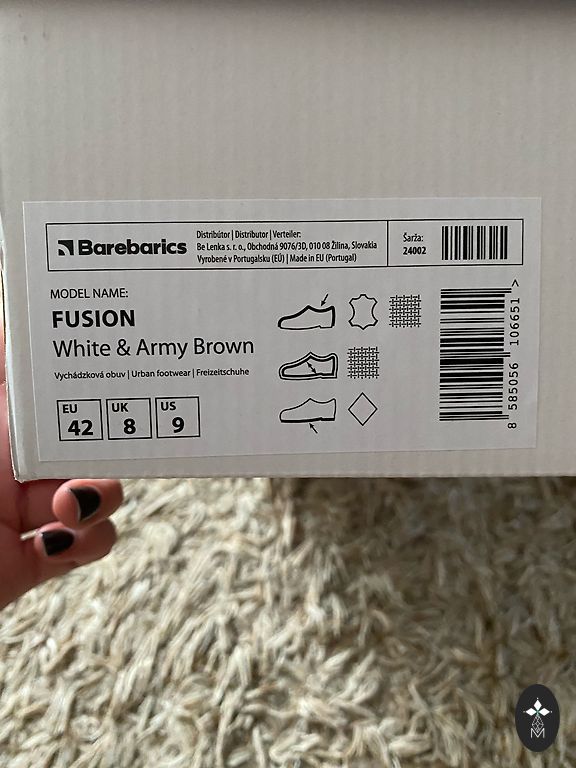 Barebarics
Distribútor | Distributor | Verteiler:
Be Lenka s. r. o., Obchodná 9076/3D, 010 08 Žilina, Slovakia
Vyrobené v Portugalsku (EÚ) | Made in EU (Portugal)
Šarža:
24002
MODEL NAME:
FUSION
White & Army Brown
Vychádzková obuv | Urban footwear | Freizeitschuhe
EU
42
UK
8
US
9
8 585056 106651 >
M